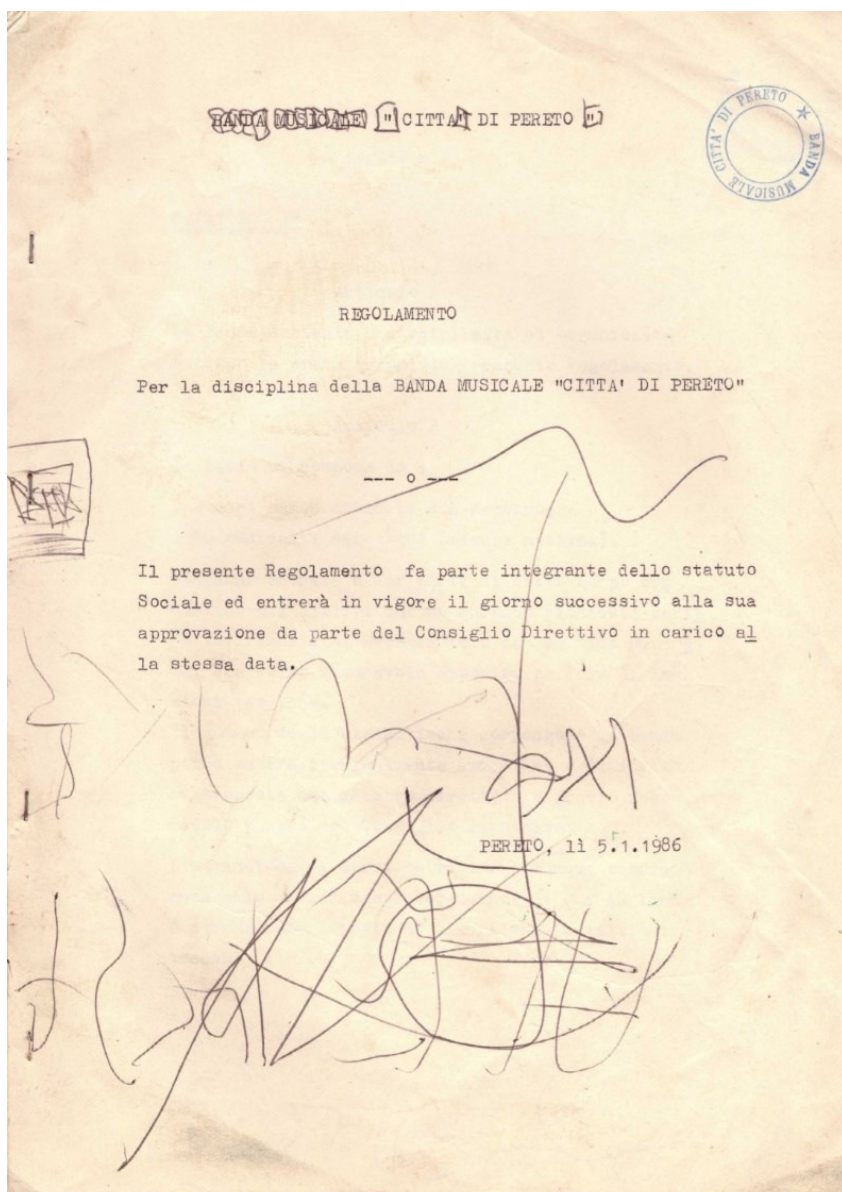 BANDA MUSICALE "CITTA' DI PERETO"
BANDA MUSICALE CITTA' DI PERETO
REGOLAMENTO
Per la disciplina della BANDA MUSICALE "CITTA' DI PERETO"
--- o ---
Il presente Regolamento fa parte integrante dello statuto
Sociale ed entrerà in vigore il giorno successivo alla sua
approvazione da parte del Consiglio Direttivo in carico al
la stessa data.
PERETO, lì 5.1.1986